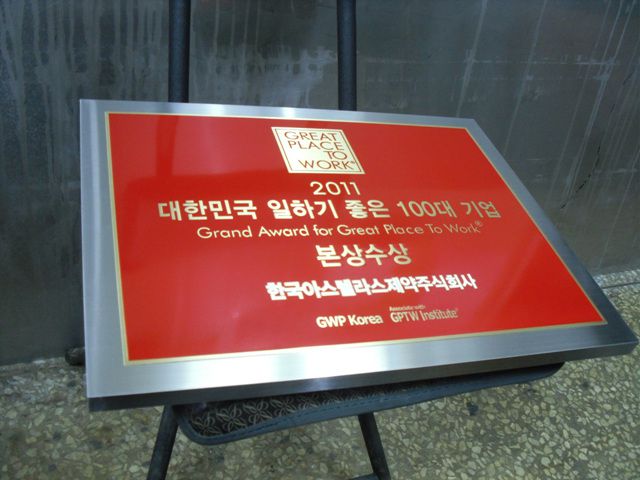 GREAT
PLACE
TO
WORK®
2011
대한민국 일하기 좋은 100대 기업
Grand Award for Great Place To Work®
본상수상
한국아스텔라스제약주식회사
Associate with
GWP Korea GPTW Institute®